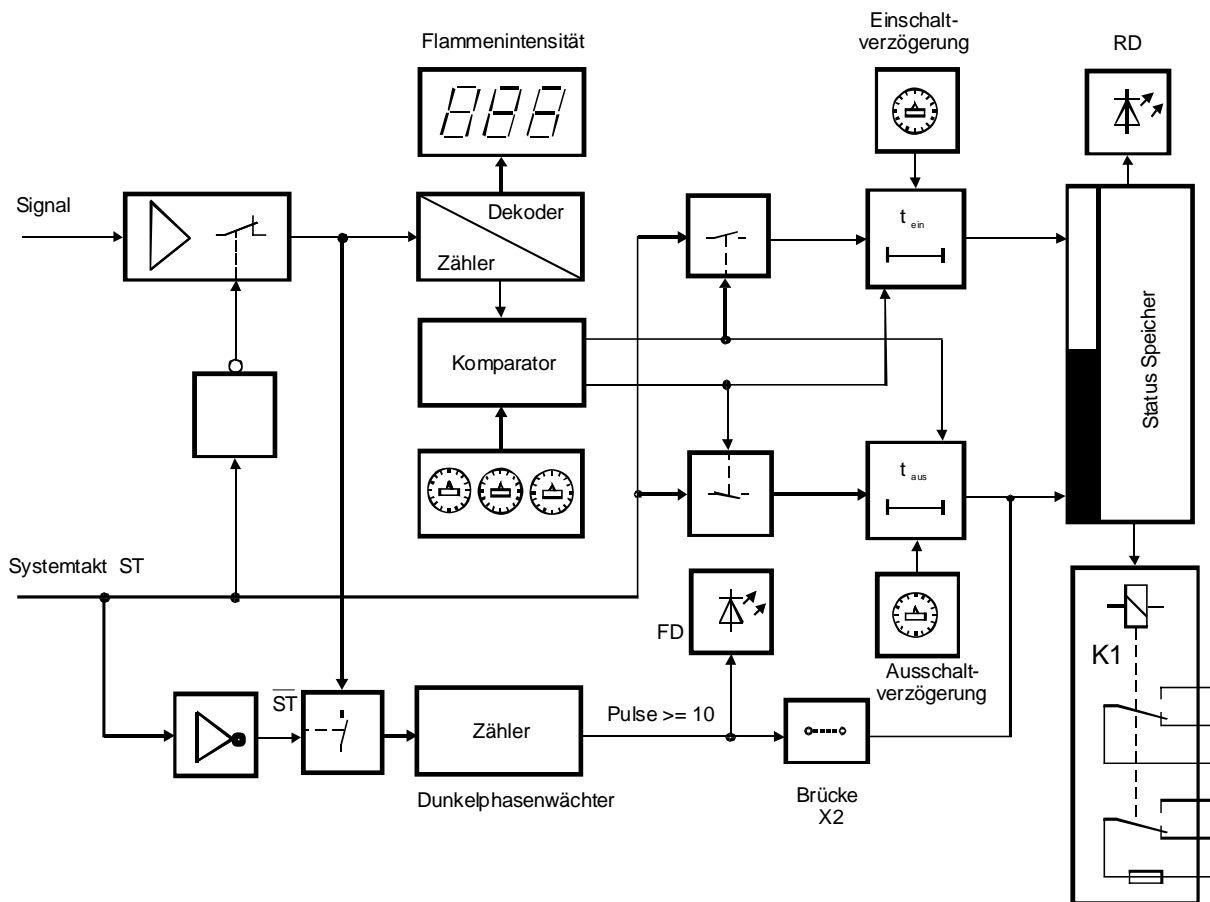 Flammenintensität
Einschalt-
verzögerung
RD
Signal
Dekoder
Zähler
t ein
Komparator
Status Speicher
t aus
Systemtakt ST
FD
K1
Ausschalt-
verzögerung
S̅T̅
Zähler
Pulse >= 10
Dunkelphasenwächter
Brücke
X2